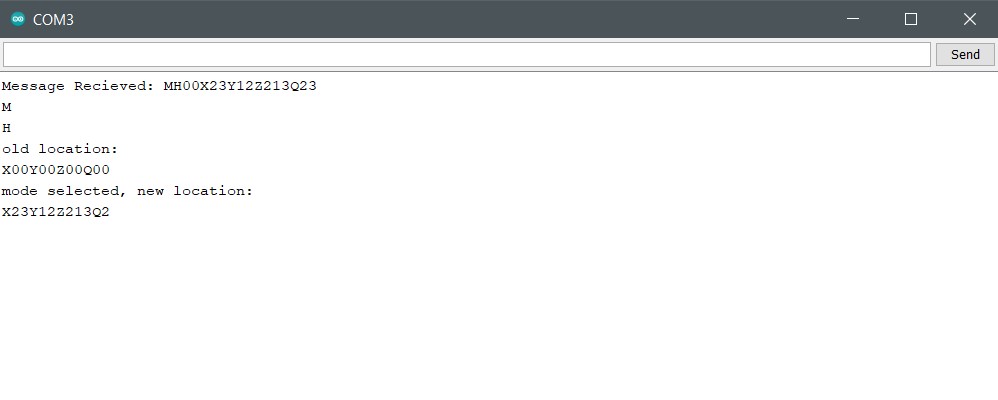 COM3
Send
Message Recieved: MH00X23Y12Z213Q23
M
H
old location:
X00Y00Z00Q00
mode selected, new location:
X23Y12Z213Q2